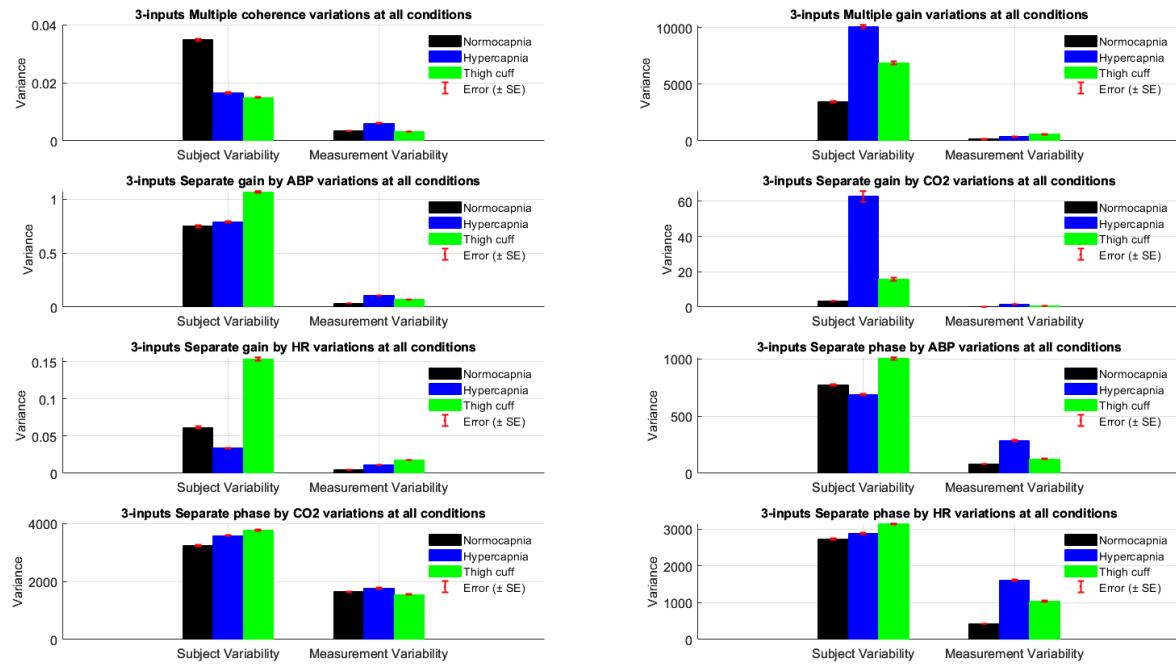 3-inputs Multiple coherence variations at all conditions
Variance
0.04
0.02
0
Normocapnia
Hypercapnia
Thigh cuff
Error (± SE)
Subject Variability
Measurement Variability
3-inputs Multiple gain variations at all conditions
Variance
10000
5000
0
Normocapnia
Hypercapnia
Thigh cuff
Error (± SE)
Subject Variability
Measurement Variability
3-inputs Separate gain by ABP variations at all conditions
Variance
1
0.5
0
Normocapnia
Hypercapnia
Thigh cuff
Error (± SE)
Subject Variability
Measurement Variability
3-inputs Separate gain by CO2 variations at all conditions
Variance
60
40
20
0
Normocapnia
Hypercapnia
Thigh cuff
Error (± SE)
Subject Variability
Measurement Variability
3-inputs Separate gain by HR variations at all conditions
Variance
0.15
0.1
0.05
0
Normocapnia
Hypercapnia
Thigh cuff
Error (± SE)
Subject Variability
Measurement Variability
3-inputs Separate phase by ABP variations at all conditions
Variance
1000
500
0
Normocapnia
Hypercapnia
Thigh cuff
Error (± SE)
Subject Variability
Measurement Variability
3-inputs Separate phase by CO2 variations at all conditions
Variance
4000
2000
0
Normocapnia
Hypercapnia
Thigh cuff
Error (± SE)
Subject Variability
Measurement Variability
3-inputs Separate phase by HR variations at all conditions
Variance
3000
2000
1000
0
Normocapnia
Hypercapnia
Thigh cuff
Error (± SE)
Subject Variability
Measurement Variability